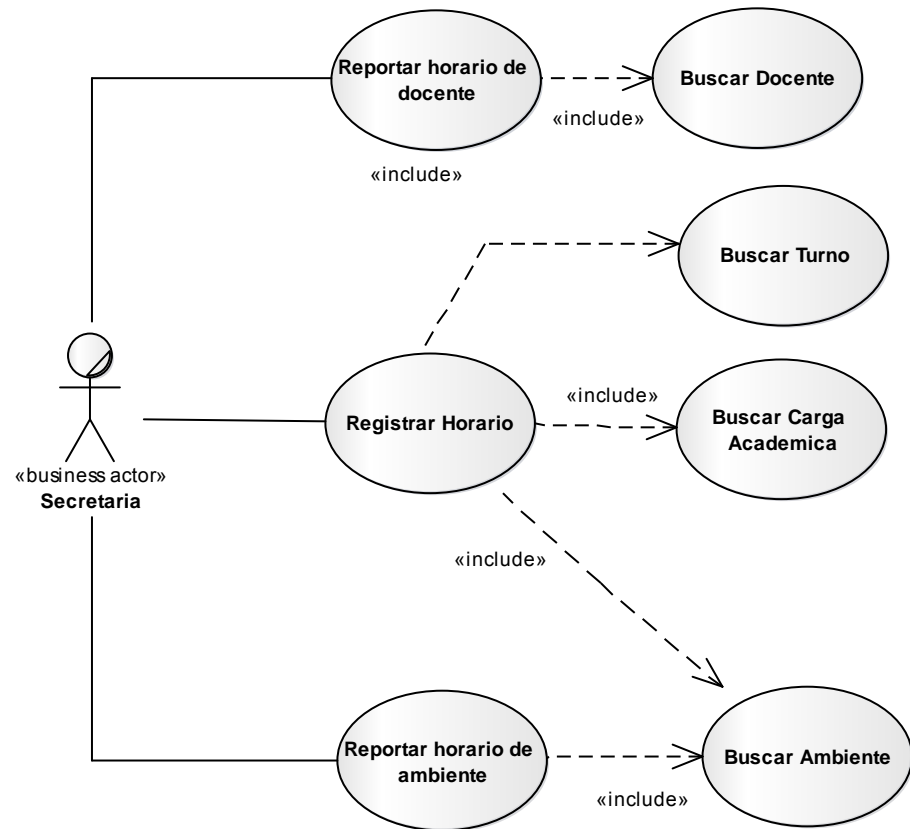 Reportar horario de
docente
Buscar Docente
«include»
«include»
Buscar Turno
Registrar Horario
«include»
Buscar Carga
Academica
«business actor»
Secretaria
«include»
Reportar horario de
ambiente
Buscar Ambiente
«include»